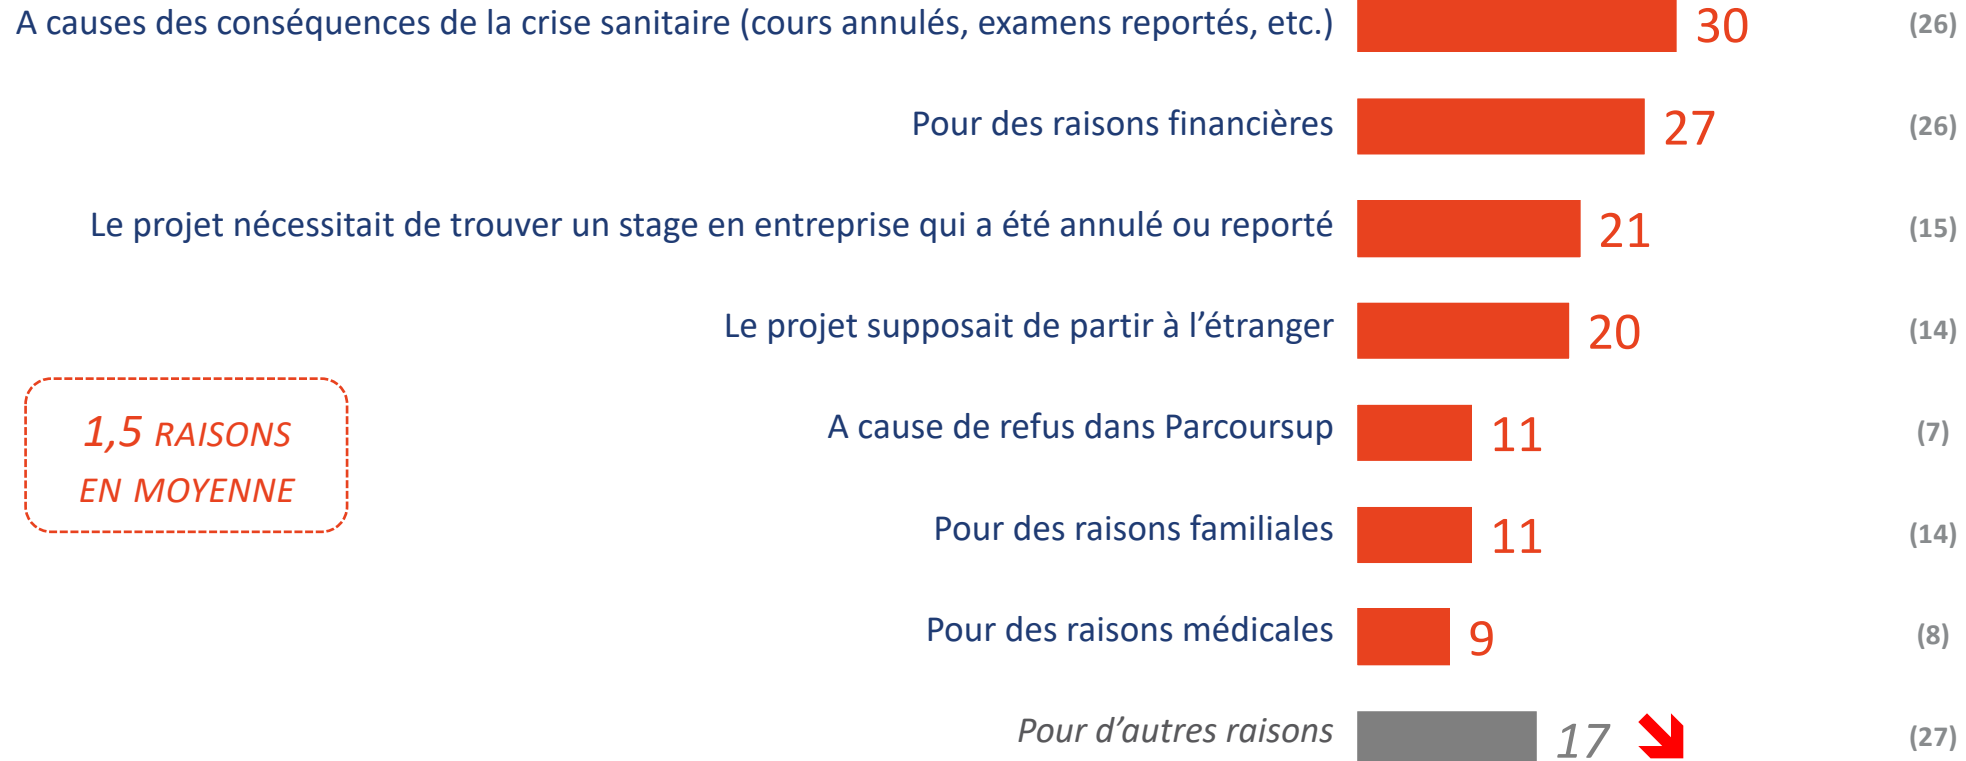 A causes des conséquences de la crise sanitaire (cours annulés, examens reportés, etc.) 30 (26)
Pour des raisons financières 27 (26)
Le projet nécessitait de trouver un stage en entreprise qui a été annulé ou reporté 21 (15)
Le projet supposait de partir à l’étranger 20 (14)
A cause de refus dans Parcoursup 11 (7)
1,5 RAISONS
EN MOYENNE
Pour des raisons familiales 11 (14)
Pour des raisons médicales 9 (8)
Pour d’autres raisons 17 (27)